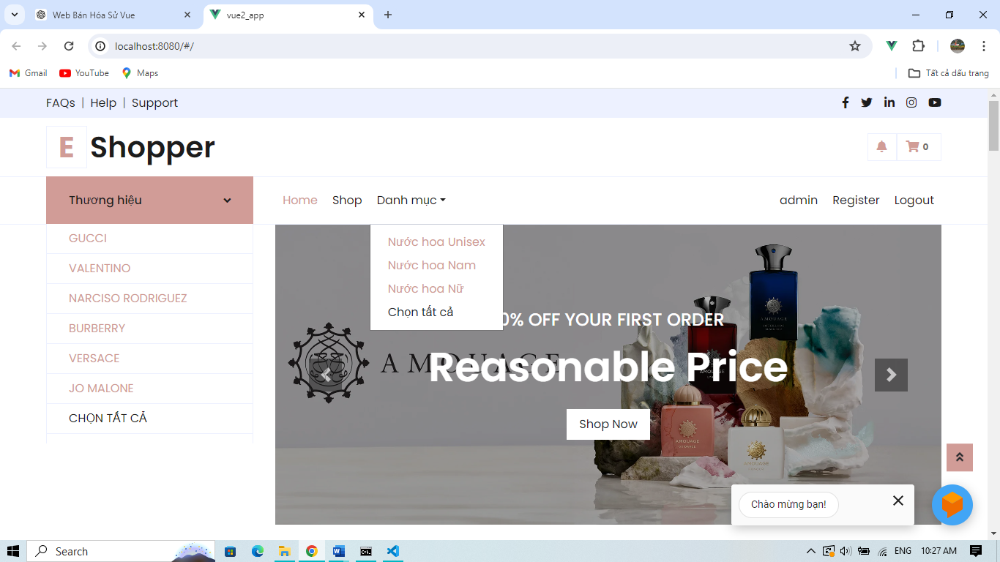 Web Bán Hóa Sử Vue
vue2_app
localhost:8080/#/
Gmail
YouTube
Maps
Tất cả dấu trang
FAQs | Help | Support
E Shopper
0
Thương hiệu
Home
Shop
Danh mục
admin
Register
Logout
GUCCI
VALENTINO
NARCISO RODRIGUEZ
BURBERRY
VERSACE
JO MALONE
CHỌN TẤT CẢ
Nước hoa Unisex
Nước hoa Nam
Nước hoa Nữ
Chọn tất cả
0% OFF YOUR FIRST ORDER
AMOUAGE
Reasonable Price
Shop Now
AMOUAGE
AMOUAGE
AMOUAGE
Chào mừng bạn!
Search
ENG
10:27 AM